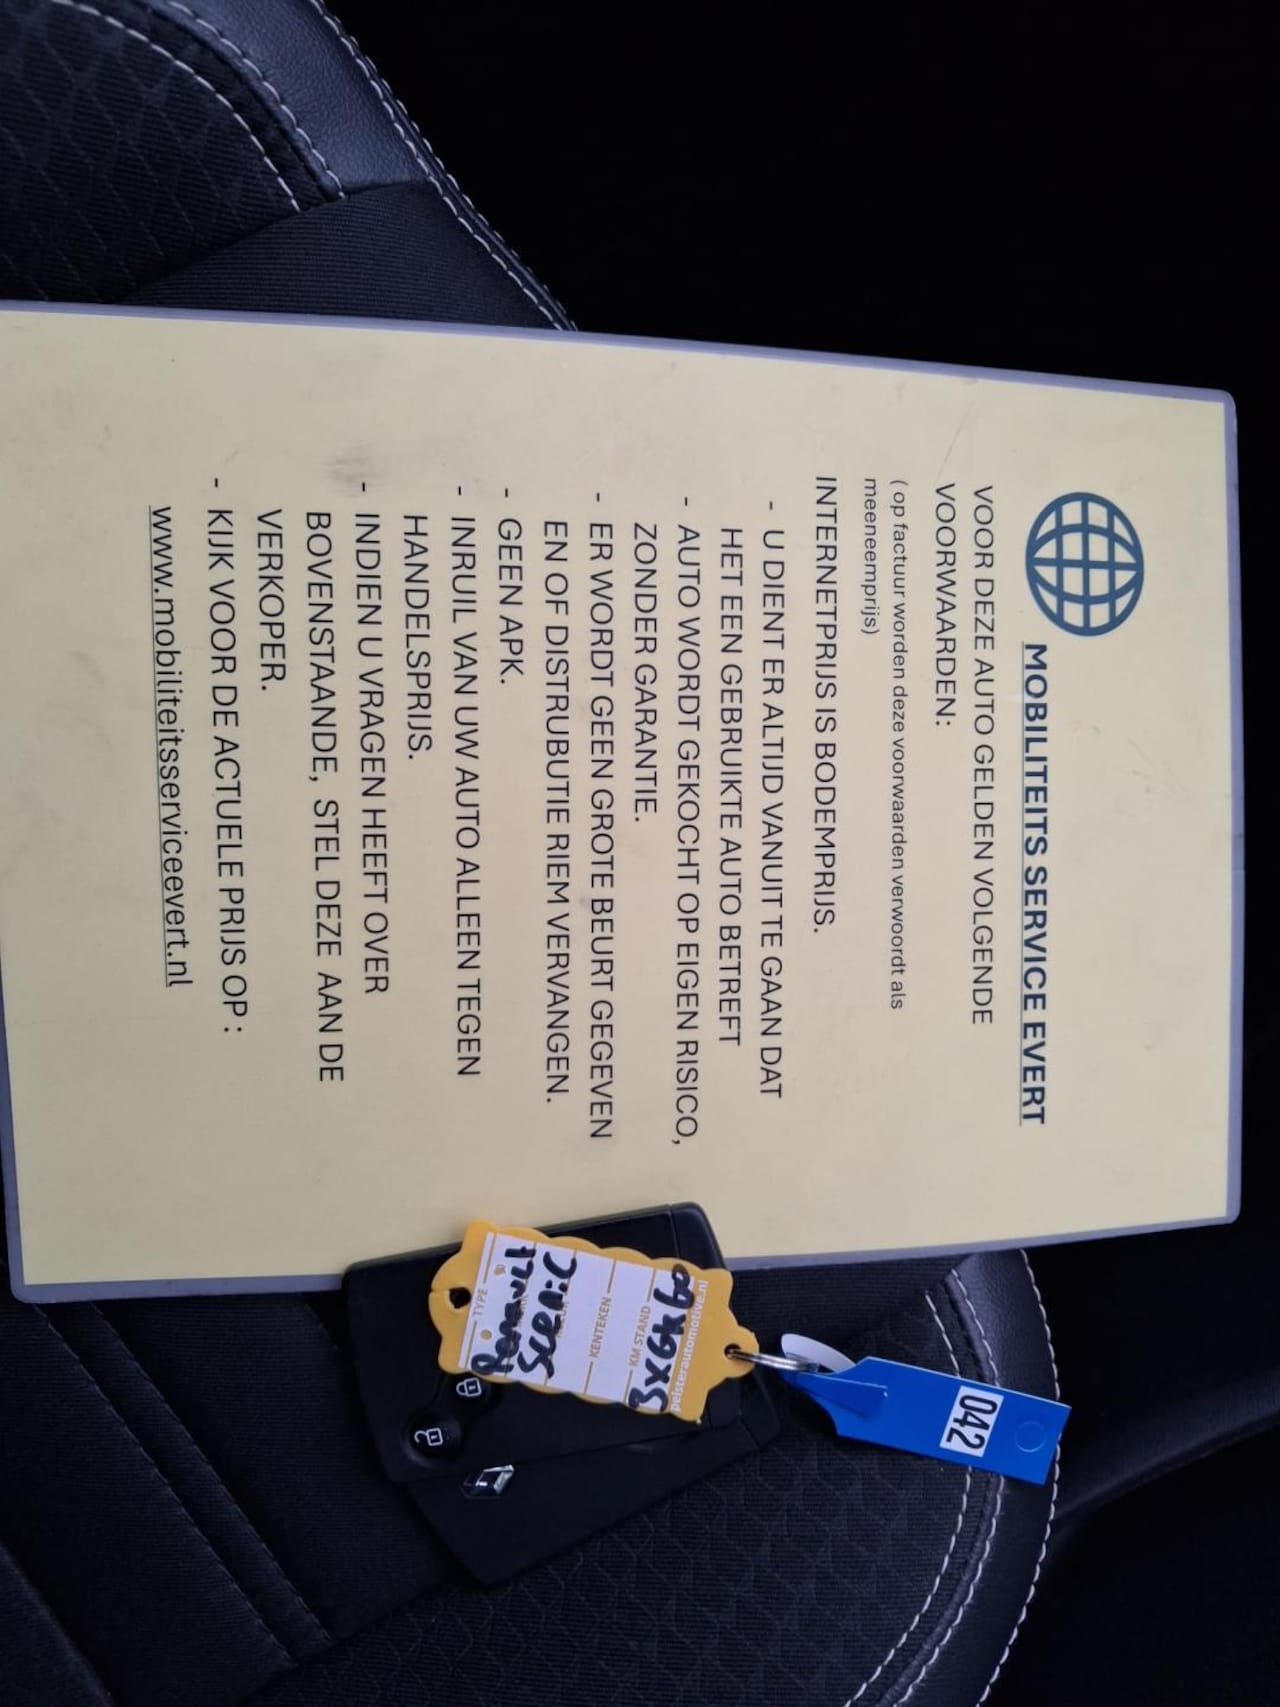 MOBILITEITS SERVICE EVERT
VOOR DEZE AUTO GELDEN VOLGENDE
VOORWAARDEN:
( op factuur worden deze voorwaarden verwoordt als
meeneemprijs)
INTERNETPRIJS IS BODEMPRIJS.
- U DIENT ER ALTIJD VANUIT TE GAAN DAT
HET EEN GEBRUIKTE AUTO BETREFT
- AUTO WORDT GEKOCHT OP EIGEN RISICO,
ZONDER GARANTIE.
- ER WORDT GEEN GROTE BEURT GEGEVEN
EN OF DISTRUBUTIE RIEM VERVANGEN.
- GEEN APK.
- INRUIL VAN UW AUTO ALLEEN TEGEN
HANDELSPRIJS.
- INDIEN U VRAGEN HEEFT OVER
BOVENSTAANDE, STEL DEZE AAN DE
VERKOPER.
- KIJK VOOR DE ACTUELE PRIJS OP :
www.mobiliteitsserviceevert.nl
KM STAND
KENTEKEN
TYPE
042